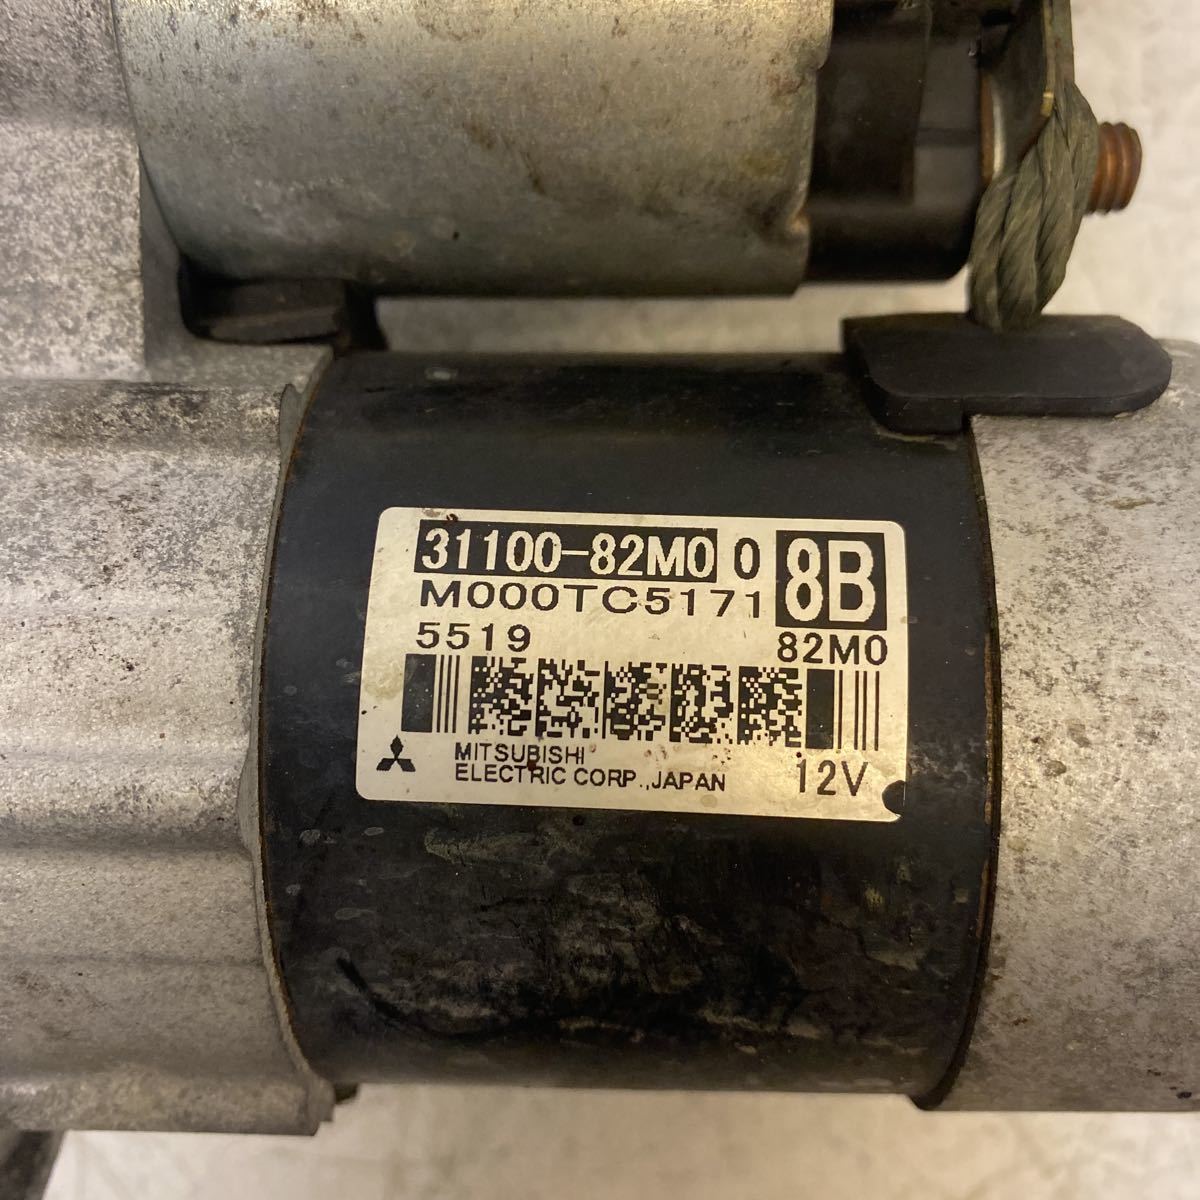 31100-82M0 0 8B
M000TC5171
5519 82M0
MITSUBISHI
ELECTRIC CORP.,JAPAN 12V